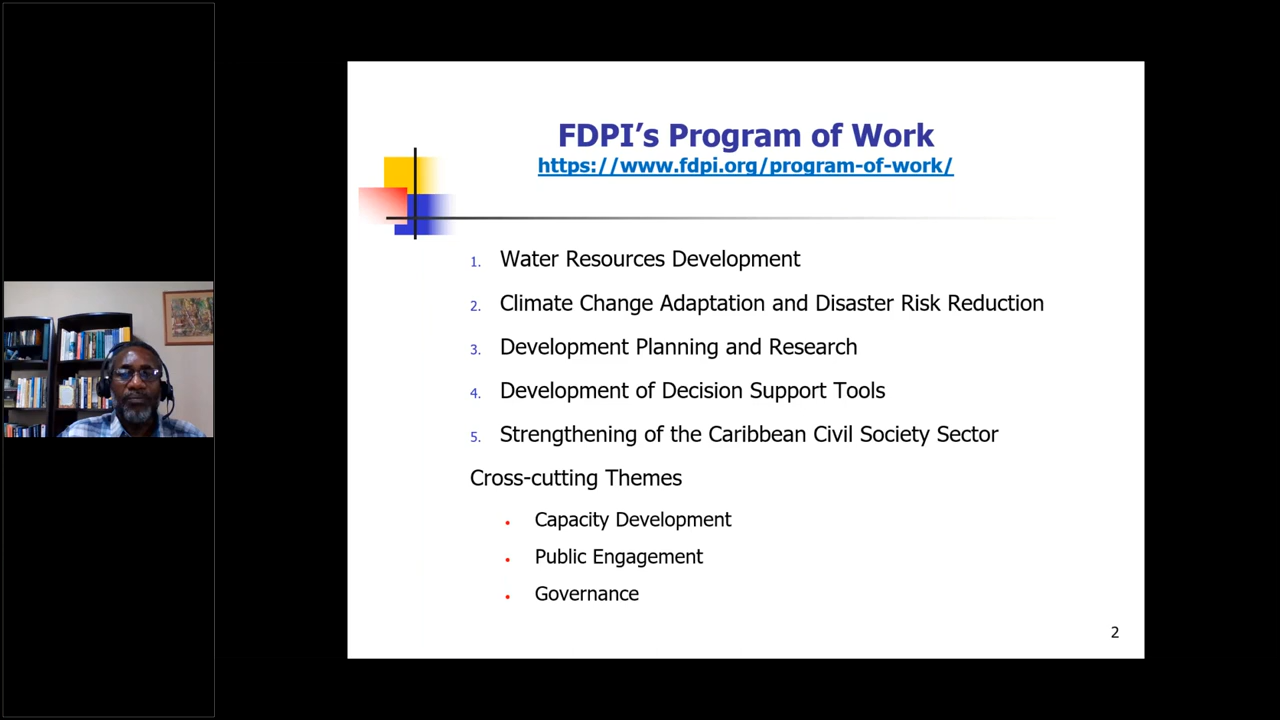 FDPI’s Program of Work
https://www.fdpi.org/program-of-work/
1. Water Resources Development
2. Climate Change Adaptation and Disaster Risk Reduction
3. Development Planning and Research
4. Development of Decision Support Tools
5. Strengthening of the Caribbean Civil Society Sector
Cross-cutting Themes
• Capacity Development
• Public Engagement
• Governance
2